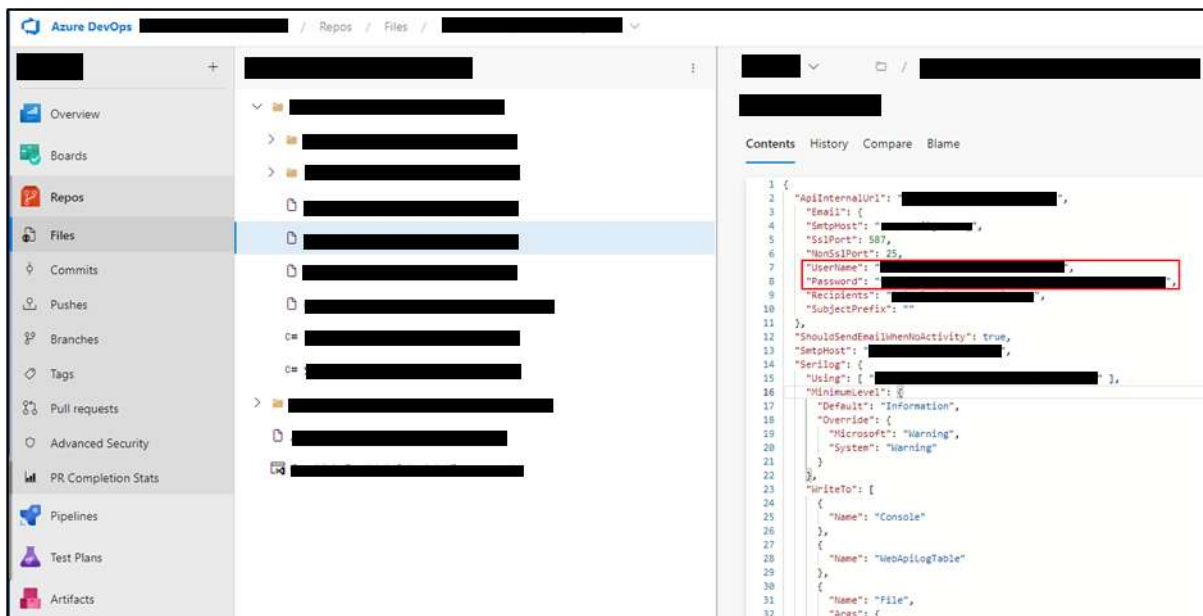 Azure DevOps / Repos / Files /
+
Overview
Boards
Repos
Files
Commits
Pushes
Branches
Tags
Pull requests
Advanced Security
PR Completion Stats
Pipelines
Test Plans
Artifacts
C#
C#
/
Contents History Compare Blame
1 {
2 "ApiInternalUrl": " ",
3 "Email": {
4 "SmtpHost": " ",
5 "SslPort": 587,
6 "NonSslPort": 25,
7 "UserName": " ",
8 "Password": " ",
9 "Recipients": " ",
10 "SubjectPrefix": ""
11 },
12 "ShouldSendEmailWhenNoActivity": true,
13 "SmtpHost": " ",
14 "Serilog": {
15 "Using": [ " " ],
16 "MinimumLevel": {
17 "Default": "Information",
18 "Override": {
19 "Microsoft": "Warning",
20 "System": "Warning"
21 }
22 },
23 "WriteTo": [
24 {
25 "Name": "Console"
26 },
27 {
28 "Name": "WebApiLogTable"
29 },
30 {
31 "Name": "File",
32 "Args": {